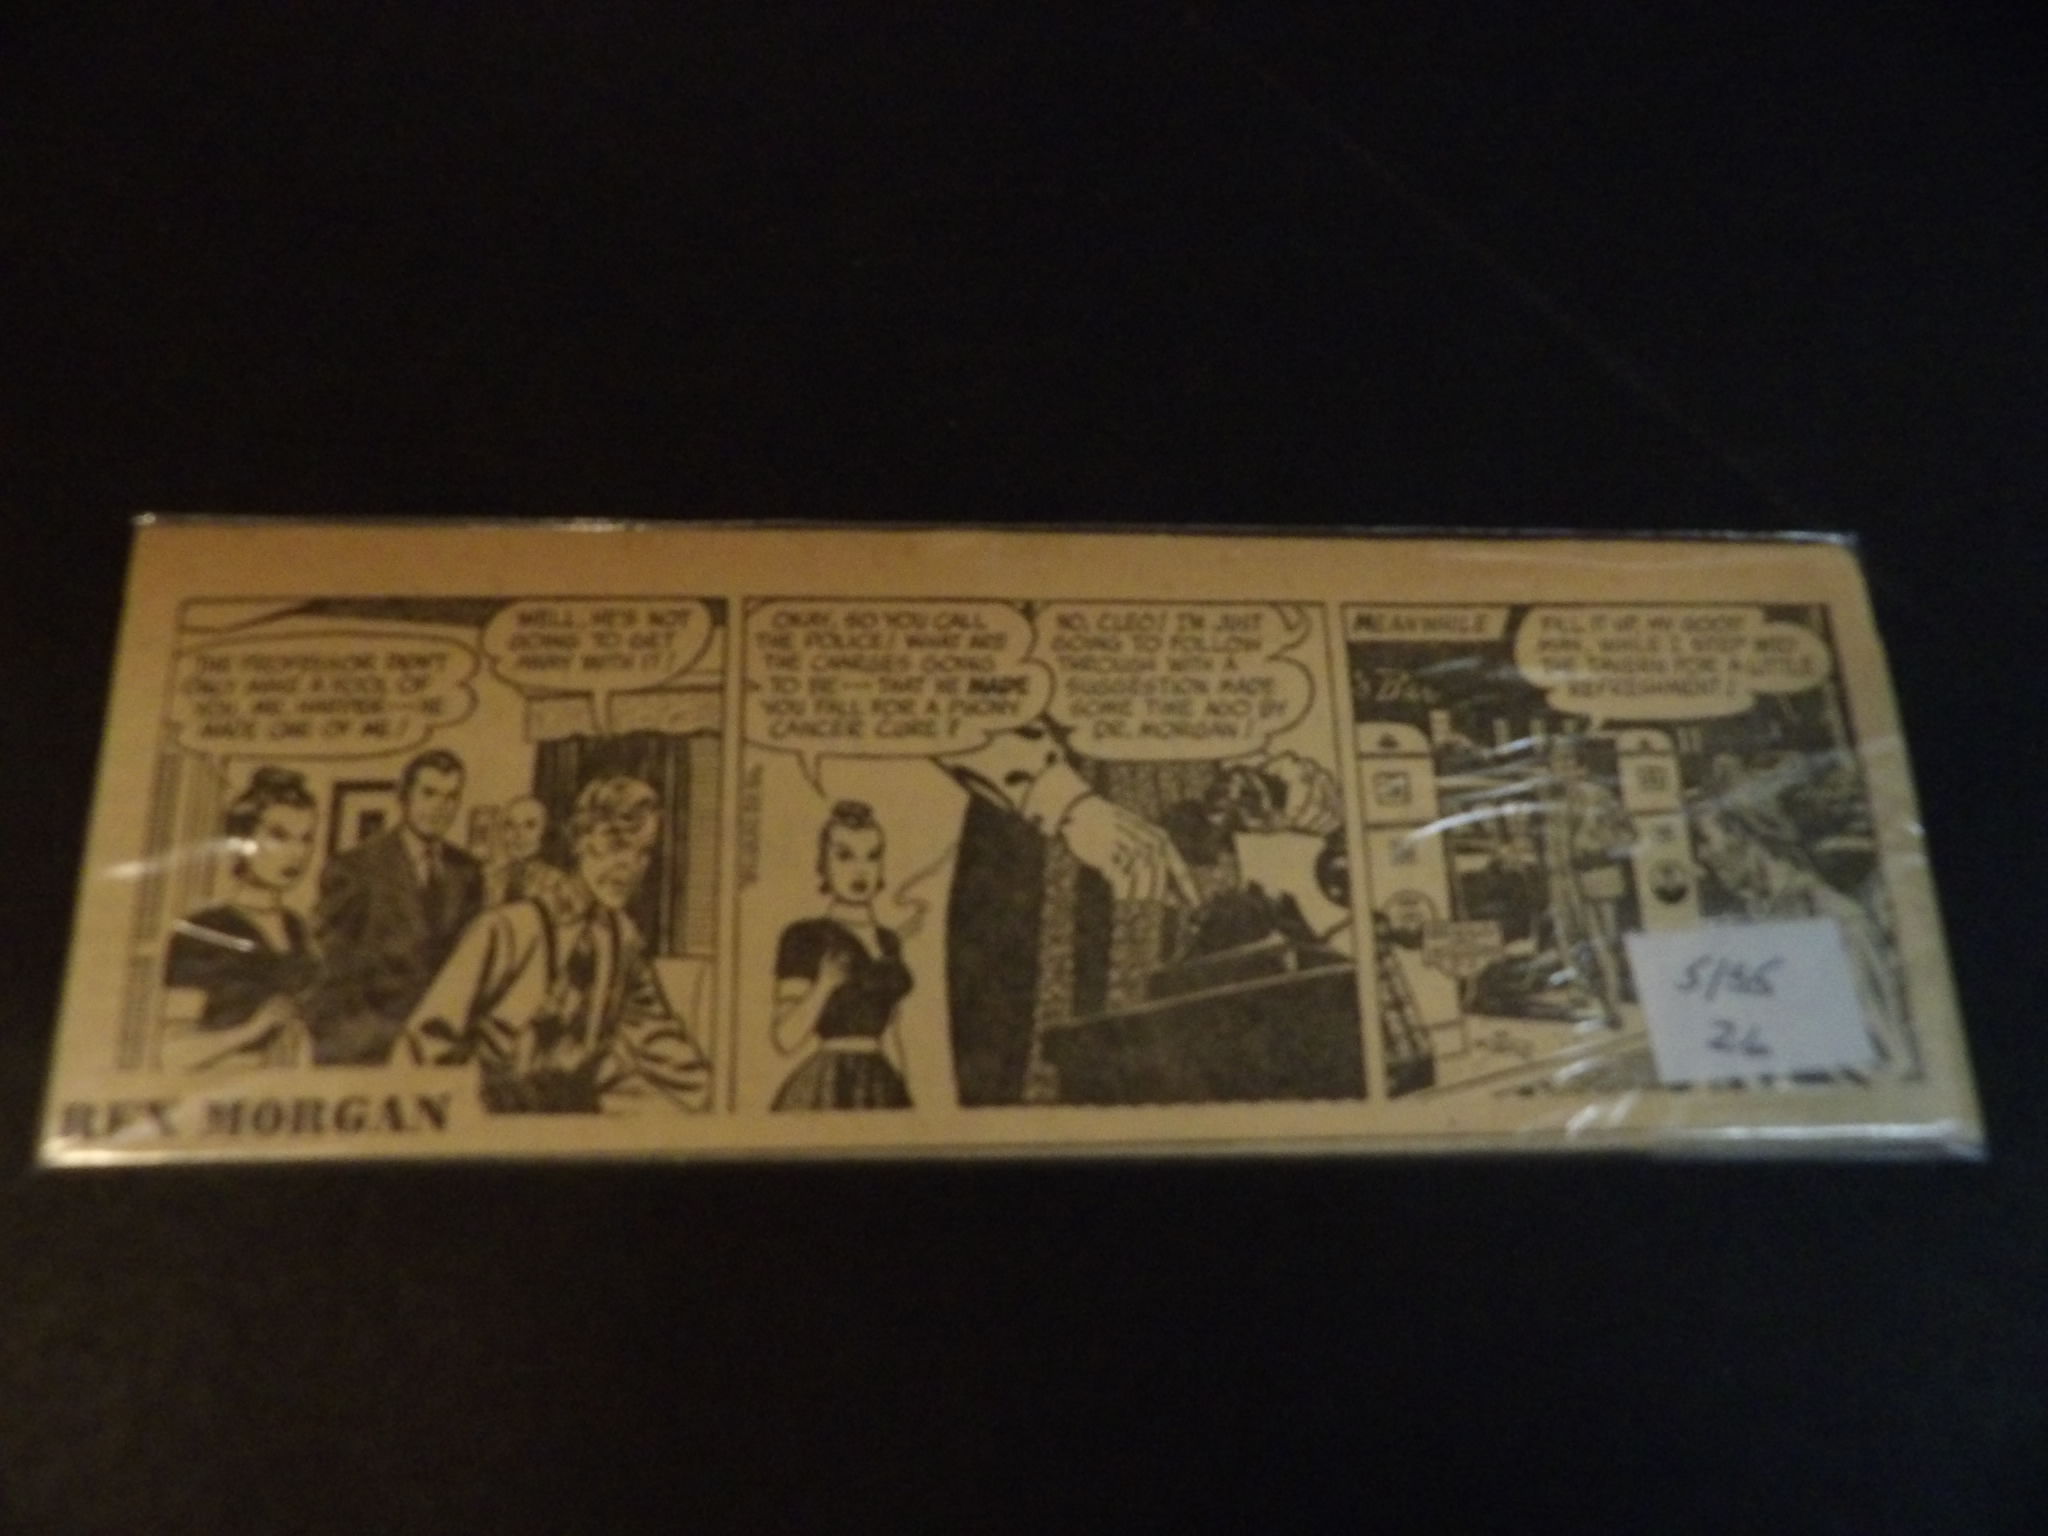 THE PROFESSOR DIDN'T
ONLY MAKE A FOOL OF
YOU, MR. HARPER---HE
MADE ONE OF ME!
WELL, HE'S NOT
GOING TO GET
AWAY WITH IT!
OKAY, SO YOU CALL
THE POLICE! WHAT ARE
THE CHARGES GOING
TO BE---THAT HE MADE
YOU FALL FOR A PHONY
CANCER CURE?
NO, CLEO! I'M JUST
GOING TO FOLLOW
THROUGH WITH A
SUGGESTION MADE
SOME TIME AGO BY
DR. MORGAN!
MEANWHILE
FILL IT UP, MY GOOD
MAN, WHILE I STEP INTO
THE TAVERN FOR A LITTLE
REFRESHMENT!
Bar
REX MORGAN
26